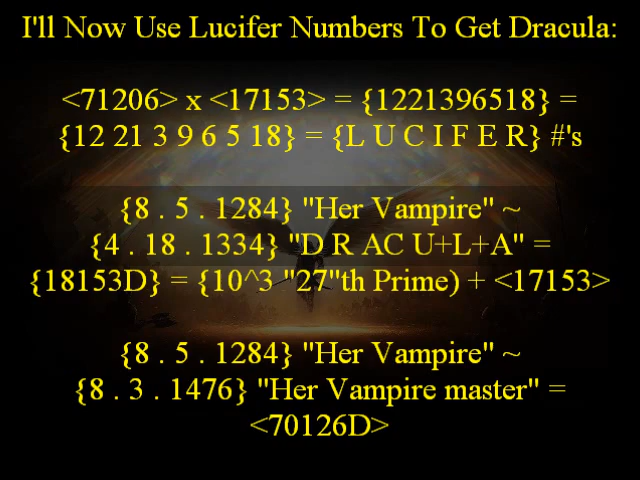 I'll Now Use Lucifer Numbers To Get Dracula:
<71206> x <17153> = {1221396518} =
{12 21 3 9 6 5 18} = {L U C I F E R} #'s
{8 . 5 . 1284} "Her Vampire" ~
{4 . 18 . 1334} "D R AC U+L+A" =
{18153D} = {10^3 "27"th Prime) + <17153>
{8 . 5 . 1284} "Her Vampire" ~
{8 . 3 . 1476} "Her Vampire master" =
<70126D>